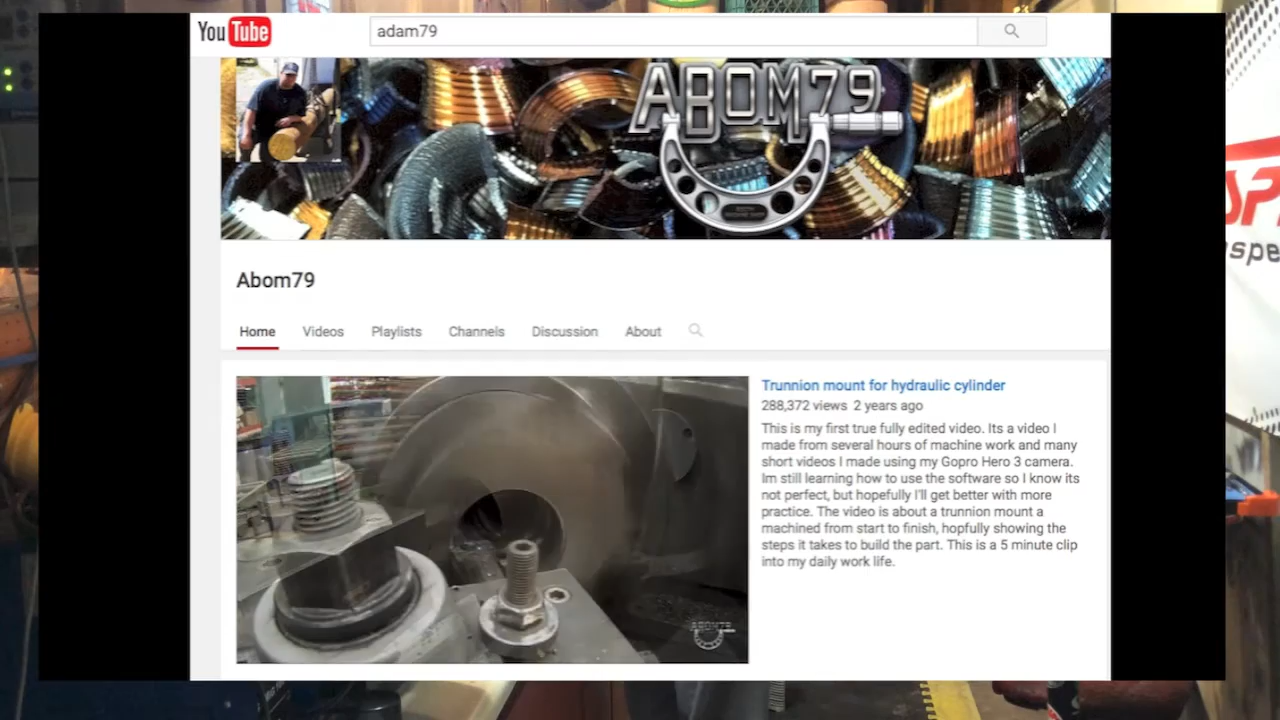 You Tube
adam79
ABOM79
Abom79
Home Videos Playlists Channels Discussion About
Trunnion mount for hydraulic cylinder
288,372 views 2 years ago
This is my first true fully edited video. Its a video I
made from several hours of machine work and many
short videos I made using my Gopro Hero 3 camera.
Im still learning how to use the software so I know its
not perfect, but hopefully I'll get better with more
practice. The video is about a trunnion mount a
machined from start to finish, hopfully showing the
steps it takes to build the part. This is a 5 minute clip
into my daily work life.
ABOM79
SP
spe